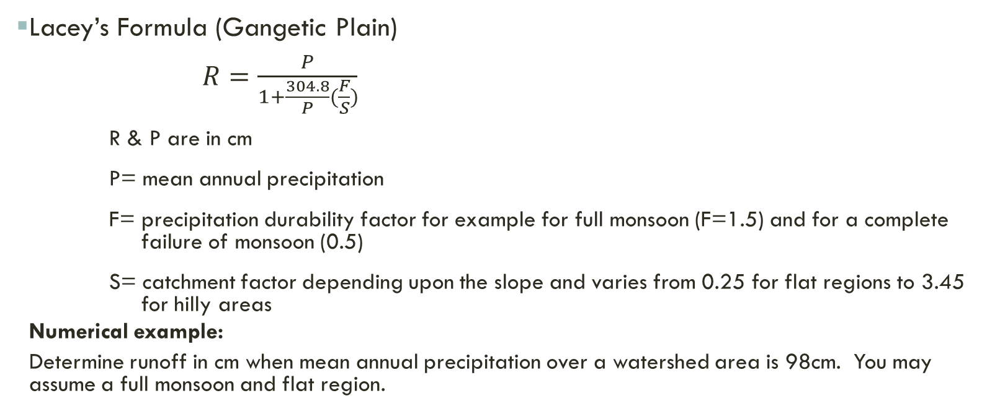 ▪Lacey’s Formula (Gangetic Plain)
R = P / (1+ 304.8/P (F/S))
R & P are in cm
P= mean annual precipitation
F= precipitation durability factor for example for full monsoon (F=1.5) and for a complete
failure of monsoon (0.5)
S= catchment factor depending upon the slope and varies from 0.25 for flat regions to 3.45
for hilly areas
Numerical example:
Determine runoff in cm when mean annual precipitation over a watershed area is 98cm. You may
assume a full monsoon and flat region.